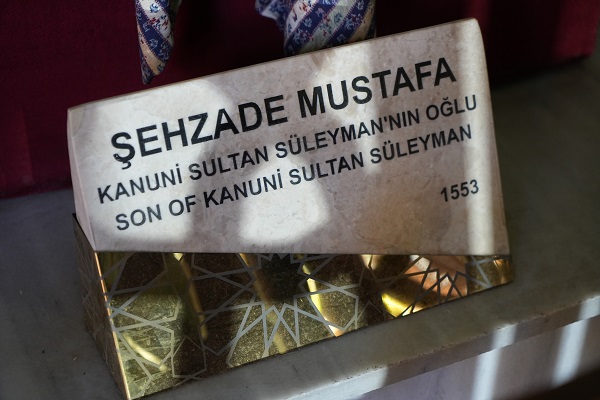 ŞEHZADE MUSTAFA
KANUNİ SULTAN SÜLEYMAN'NIN OĞLU
SON OF KANUNİ SULTAN SÜLEYMAN
1553